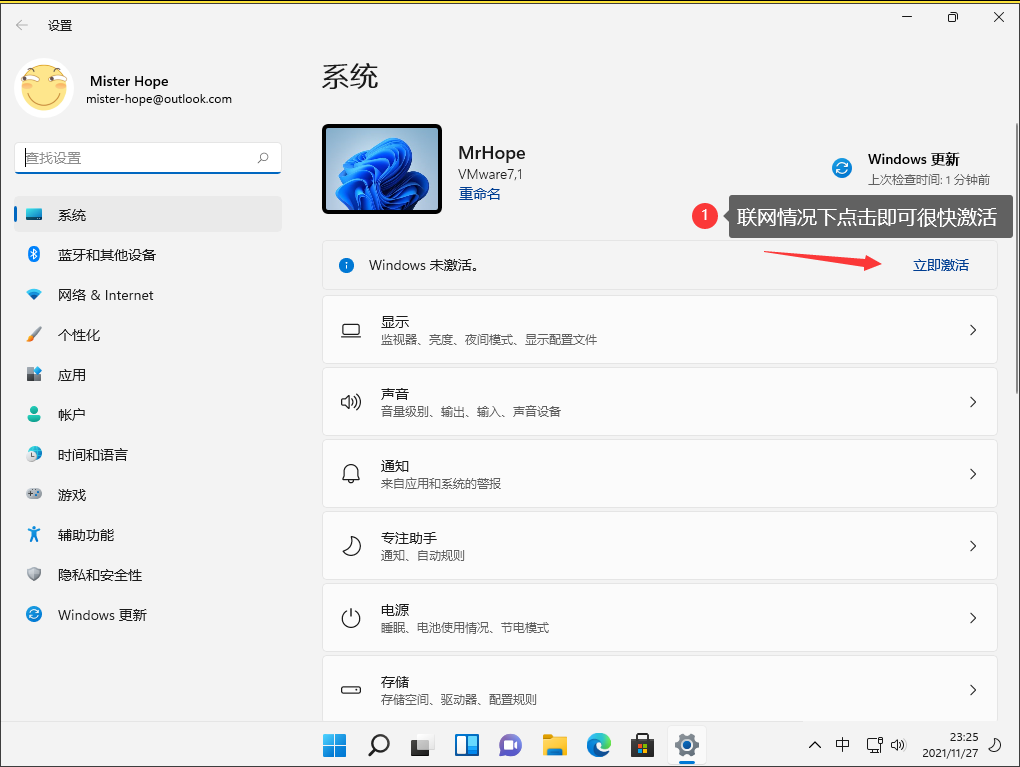 设置
Mister Hope
mister-hope@outlook.com
查找设置
系统
蓝牙和其他设备
网络 & Internet
个性化
应用
帐户
时间和语言
游戏
辅助功能
隐私和安全性
Windows 更新
系统
MrHope
VMware7,1
重命名
Windows 更新
上次检查时间: 1 分钟前
1
联网情况下点击即可很快激活
Windows 未激活。
立即激活
显示
监视器、亮度、夜间模式、显示配置文件
声音
音量级别、输出、输入、声音设备
通知
来自应用和系统的警报
专注助手
通知、自动规则
电源
睡眠、电池使用情况、节电模式
存储
存储空间、驱动器、配置规则
中
23:25
2021/11/27